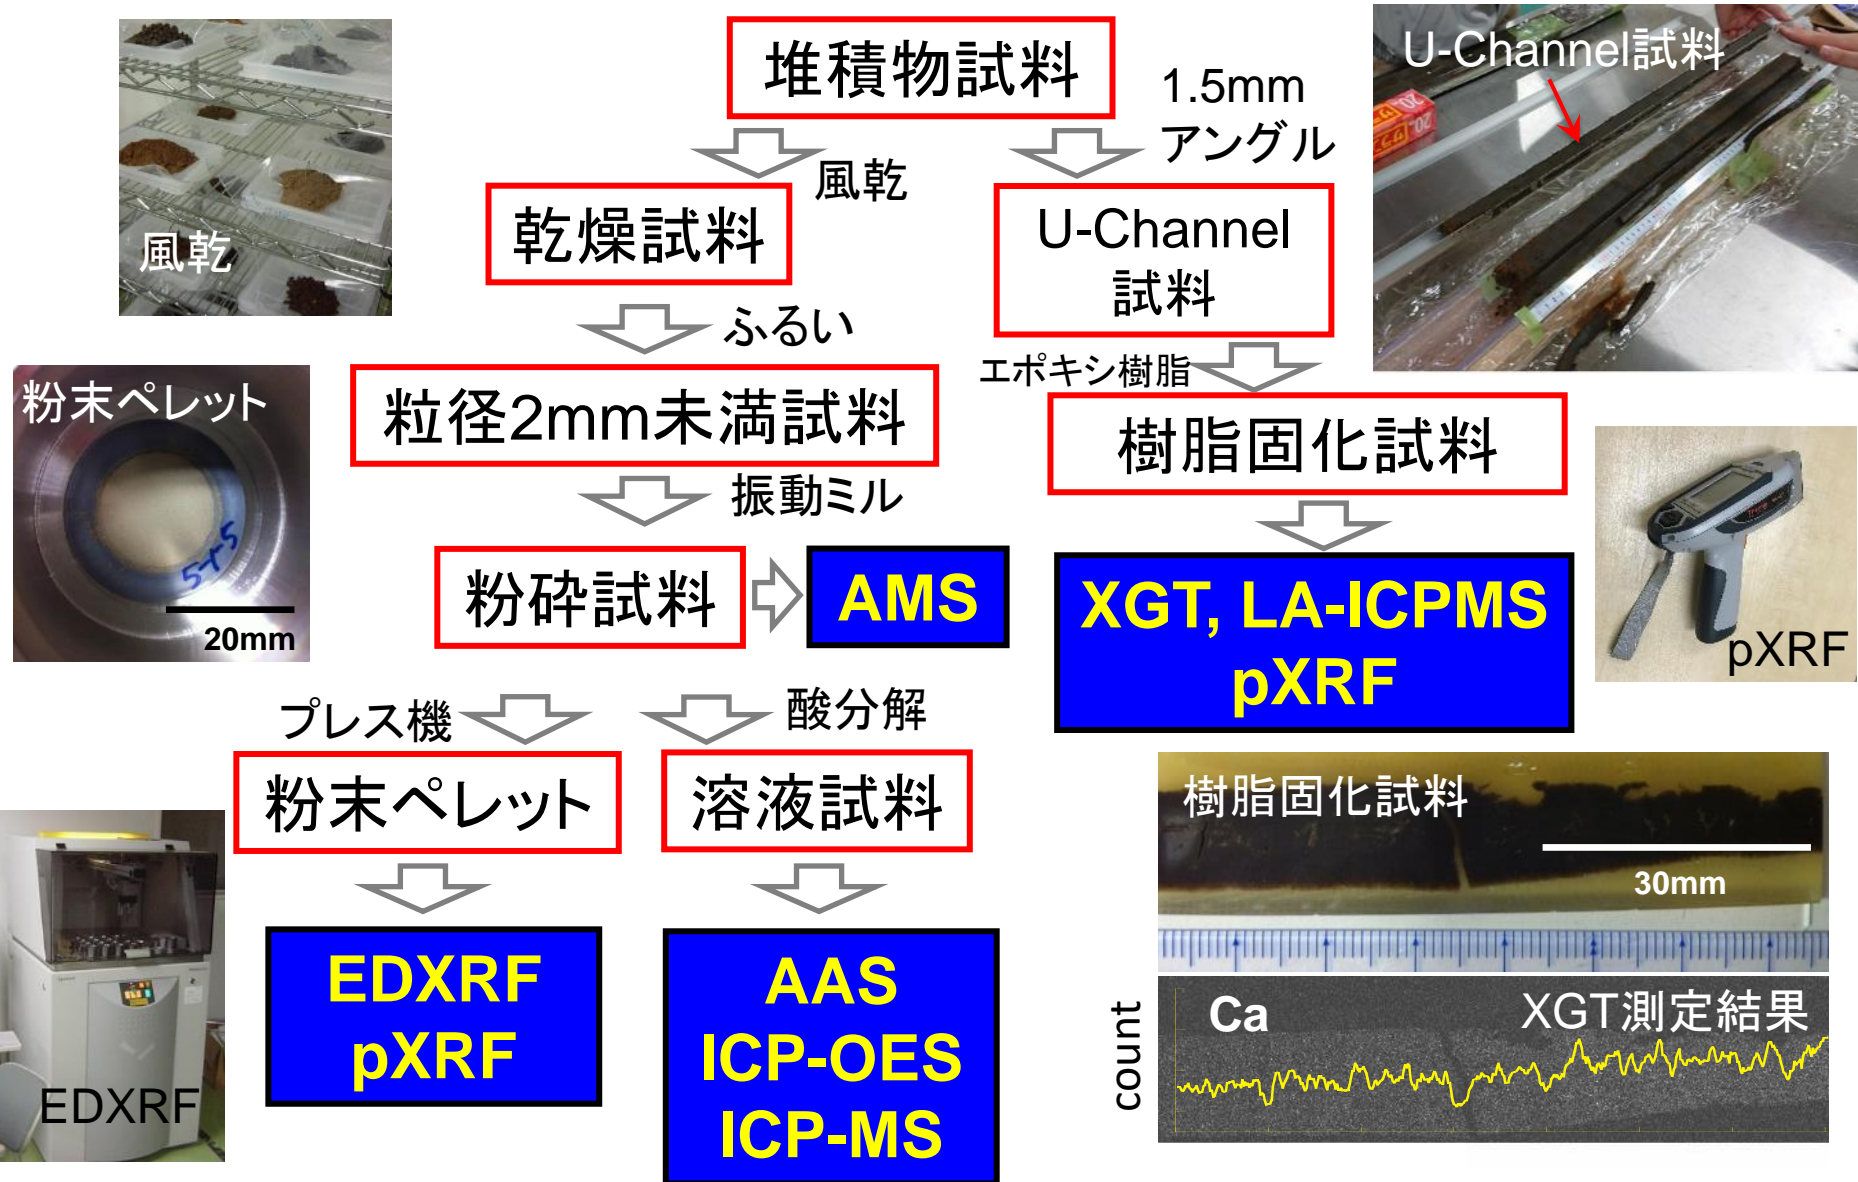 堆積物試料
1.5mm
アングル
風乾
U-Channel試料
風乾
乾燥試料
U-Channel
試料
ふるい
エポキシ樹脂
粉末ペレット
粒径2mm未満試料
樹脂固化試料
振動ミル
5-1-5
20mm
粉砕試料
AMS
XGT, LA-ICPMS
pXRF
pXRF
プレス機
酸分解
粉末ペレット
溶液試料
樹脂固化試料
30mm
EDXRF
pXRF
AAS
ICP-OES
ICP-MS
EDXRF
count
Ca
XGT測定結果